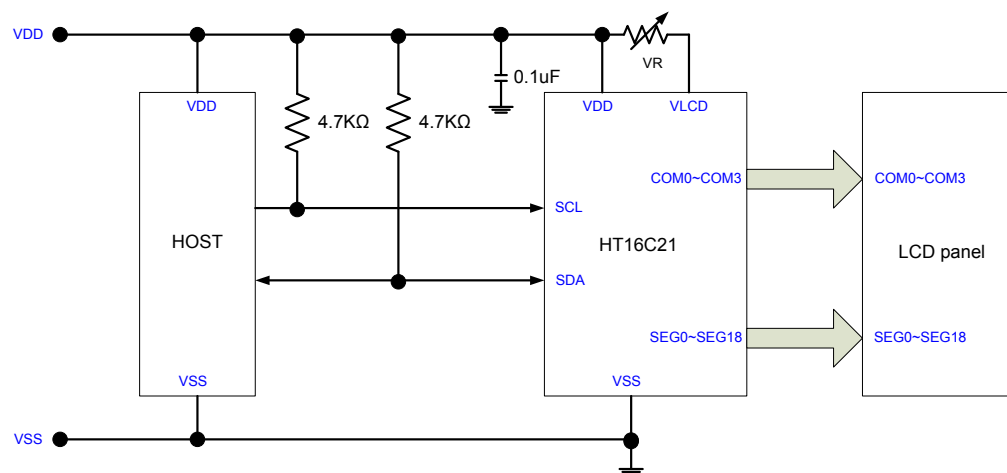 VDD
VR
0.1uF
VDD
VDD
VLCD
4.7KΩ
4.7KΩ
COM0~COM3
COM0~COM3
SCL
HOST
HT16C21
LCD panel
SDA
SEG0~SEG18
SEG0~SEG18
VSS
VSS
VSS